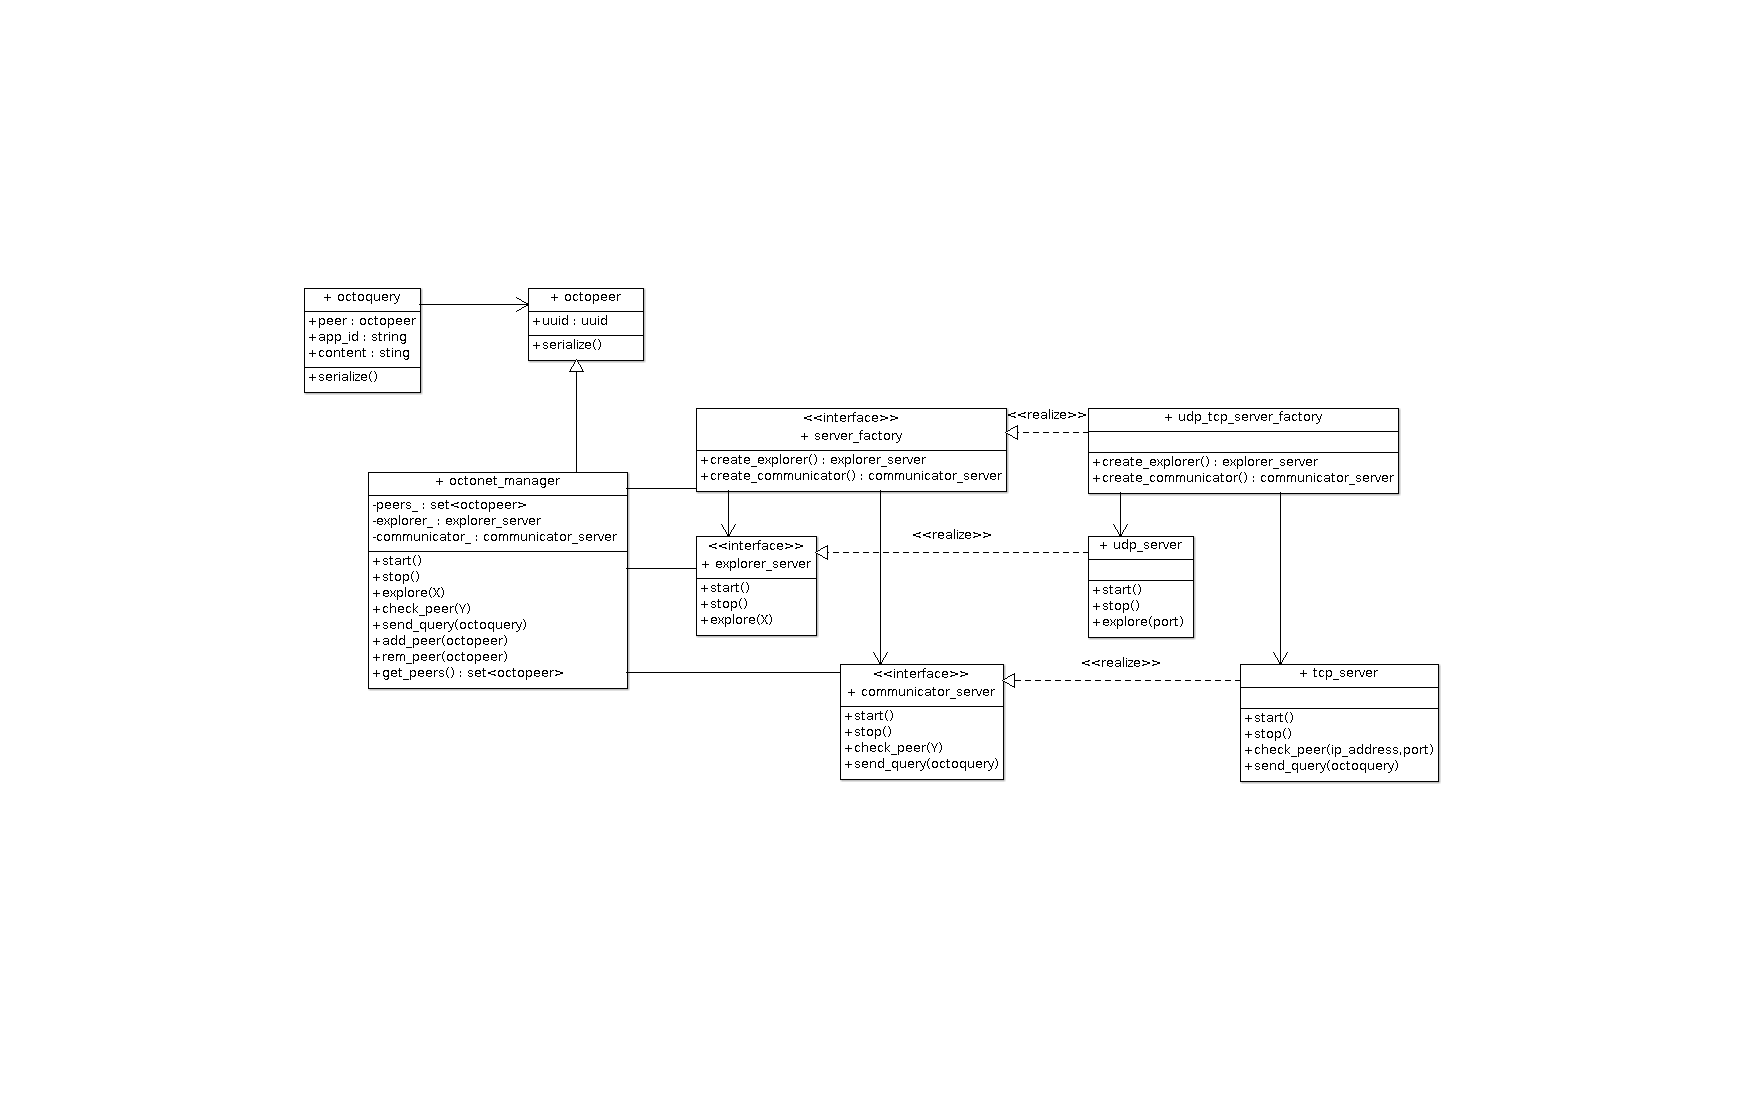 + octoquery
+peer : octopeer
+app_id : string
+content : sting
+serialize()
+ octopeer
+uuid : uuid
+serialize()
<<interface>>
+ server_factory
+create_explorer() : explorer_server
+create_communicator() : communicator_server
<<realize>>
+ udp_tcp_server_factory
+create_explorer() : explorer_server
+create_communicator() : communicator_server
+ octonet_manager
-peers_ : set<octopeer>
-explorer_ : explorer_server
-communicator_ : communicator_server
+start()
+stop()
+explore(X)
+check_peer(Y)
+send_query(octoquery)
+add_peer(octopeer)
+rem_peer(octopeer)
+get_peers() : set<octopeer>
<<interface>>
+ explorer_server
+start()
+stop()
+explore(X)
<<realize>>
+ udp_server
+start()
+stop()
+explore(port)
<<interface>>
+ communicator_server
+start()
+stop()
+check_peer(Y)
+send_query(octoquery)
<<realize>>
+ tcp_server
+start()
+stop()
+check_peer(ip_address,port)
+send_query(octoquery)